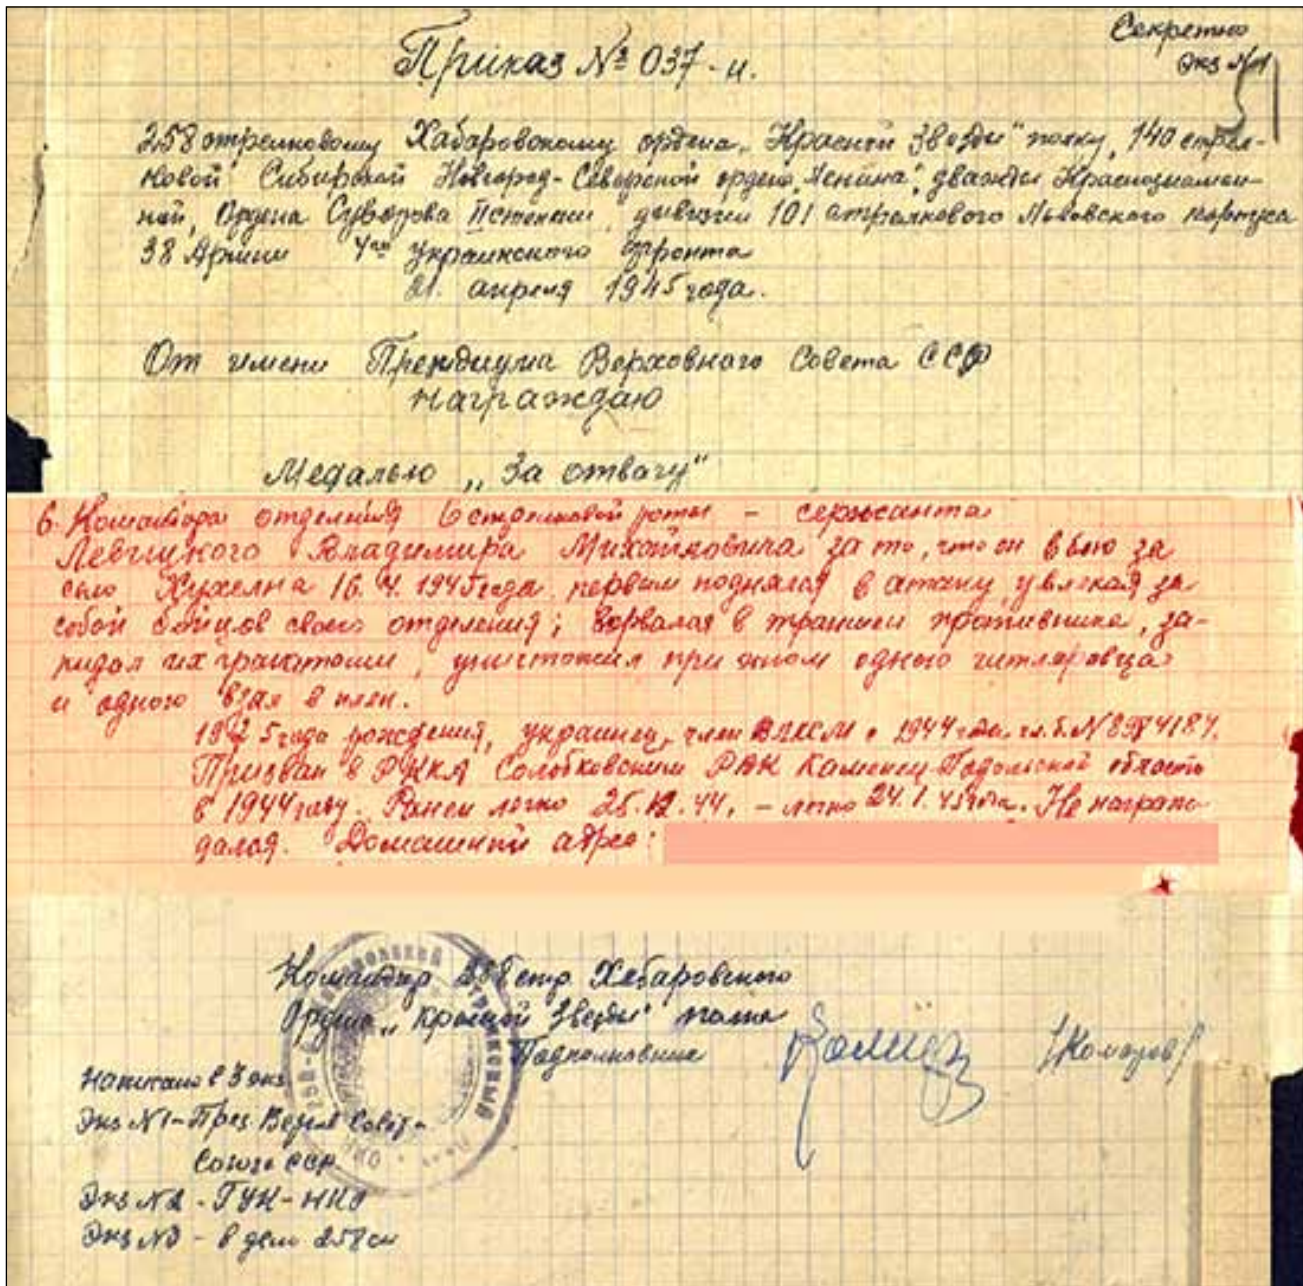 Секретно
Экз №1
Приказ № 037-н.
258 стрелковому Хабаровскому ордена „Красной Звезды" полку, 140 стрел-
ковой Сибирской Новгород-Северской ордена „Ленина", дважды Краснознамен-
ной, Ордена Суворова II степени дивизии 101 стрелкового Львовского корпуса
38 Армии 4го Украинского фронта
21. апреля 1945 года.
От имени Президиума Верховного Совета ССР
награждаю
Медалью „За отвагу"
6. Командира отделения 6 стрелковой роты – сержанта
Левицкого Владимира Михайловича за то, что он в бою за
село 16.4.1945 года первым поднялся в атаку увлекая за
собой бойцов своего отделения; ворвался в траншеи противника, за-
кидал их гранатами, уничтожил при этом одного гитлеровца
и одного взял в плен.
1925 года рождения, украинец, член ВЛКСМ с 1944 года
Призван в РККА Солобковским РВК Каменец-Подольской области
в 1944 году. Ранен легко 25.12.44, – легко 24.1.45 года. Не награж-
дался. Домашний адрес:
Командир 258 стр. Хабаровского
Ордена „Красной Звезды" полка
Подполковник /Комаров/
Написано в 3 экз
Экз №1 – През. Верхов Совет-
Союза ССР
Экз №2 – ГУК-НКО
Экз №3 – в дело 258 сп